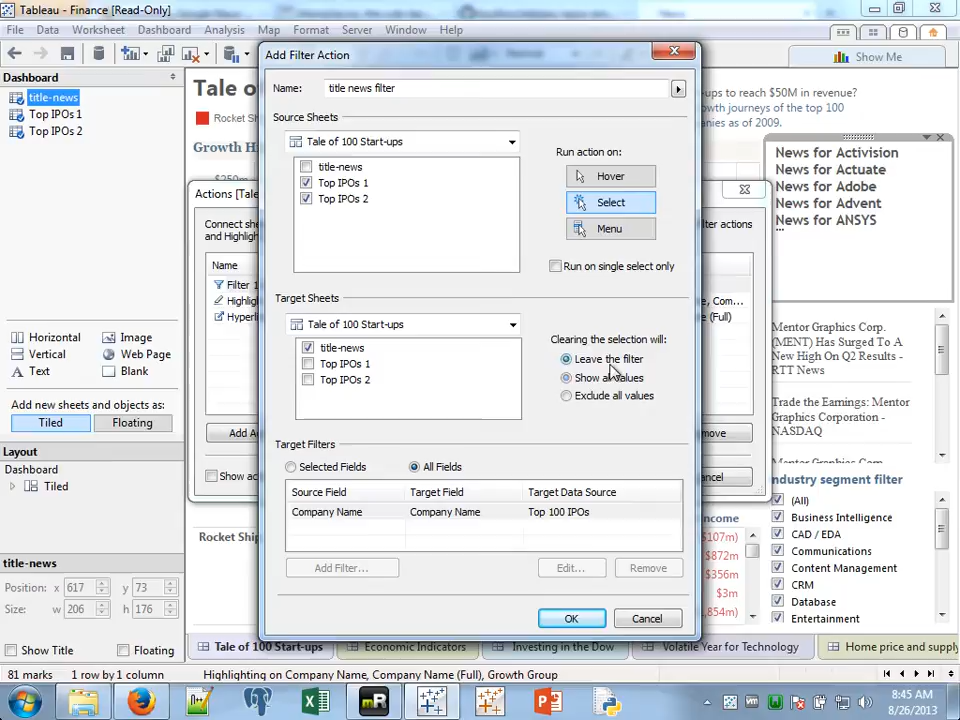 Tableau - Finance [Read-Only]
File Data Worksheet Dashboard Analysis Map Format Server Window Help
Show Me
Dashboard
title-news
Top IPOs 1
Top IPOs 2
Horizontal Image
Vertical Web Page
A Text Blank
Add new sheets and objects as:
Tiled Floating
Layout
Dashboard
Tiled
title-news
Position: x 617 y 73
Size: w 206 h 176
Show Title Floating
81 marks 1 row by 1 column Highlighting on Company Name, Company Name (Full), Growth Group
Tale o
Rocket Sh
Growth H
$250m
Actions [Tale
Connect shee
and Highligh
Name
Filter 1
Highligh
Hyperli
Add Ac
Show ac
Rocket Ship
Add Filter Action
Name: title news filter
Source Sheets
Tale of 100 Start-ups
title-news
Top IPOs 1
Top IPOs 2
Run action on:
Hover
Select
Menu
Run on single select only
Target Sheets
Tale of 100 Start-ups
title-news
Top IPOs 1
Top IPOs 2
Clearing the selection will:
Leave the filter
Show all values
Exclude all values
Target Filters
Selected Fields All Fields
Source Field Target Field Target Data Source
Company Name Company Name Top 100 IPOs
Add Filter... Edit... Remove
OK Cancel
ups to reach $50M in revenue?
wth journeys of the top 100
anies as of 2009.
News for Activision
News for Actuate
News for Adobe
News for Advent
News for ANSYS
...
lter actions
e, Com...
e (Full)
move
ancel
Mentor Graphics Corp.
(MENT) Has Surged To A
New High On Q2 Results -
RTT News
Trade the Earnings: Mentor
Graphics Corporation -
NASDAQ
Industry segment filter
(All)
Business Intelligence
CAD / EDA
Communications
Content Management
CRM
Database
Entertainment
ncome
$107m)
$872m
$356m
$3m
,854m)
Tale of 100 Start-ups Economic Indicators Investing in the Dow Volatile Year for Technology Home price and supply
8:45 AM
8/26/2013